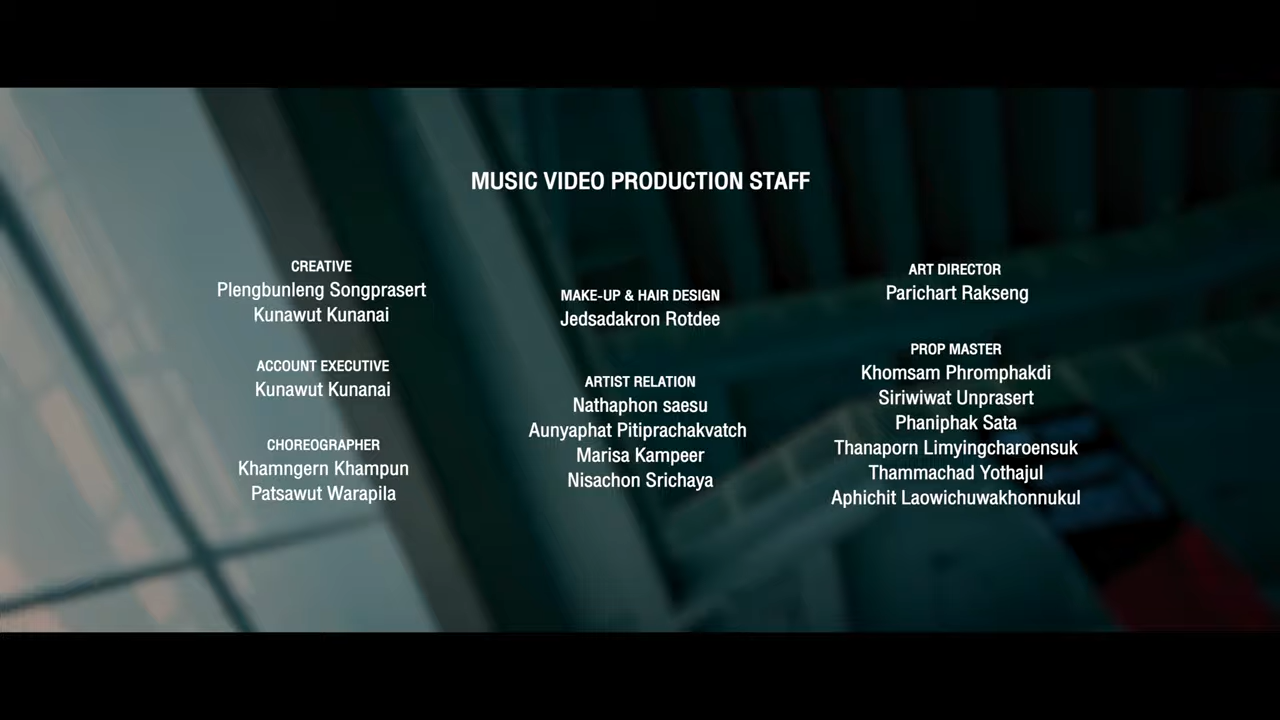 MUSIC VIDEO PRODUCTION STAFF
CREATIVE
Plengbunleng Songprasert
Kunawut Kunanai
ACCOUNT EXECUTIVE
Kunawut Kunanai
CHOREOGRAPHER
Khamngern Khampun
Patsawut Warapila
MAKE-UP & HAIR DESIGN
Jedsadakron Rotdee
ARTIST RELATION
Nathaphon saesu
Aunyaphat Pitiprachakvatch
Marisa Kampeer
Nisachon Srichaya
ART DIRECTOR
Parichart Rakseng
PROP MASTER
Khomsam Phromphakdi
Siriwiwat Unprasert
Phaniphak Sata
Thanaporn Limyingcharoensuk
Thammachad Yothajul
Aphichit Laowichuwakhonnukul